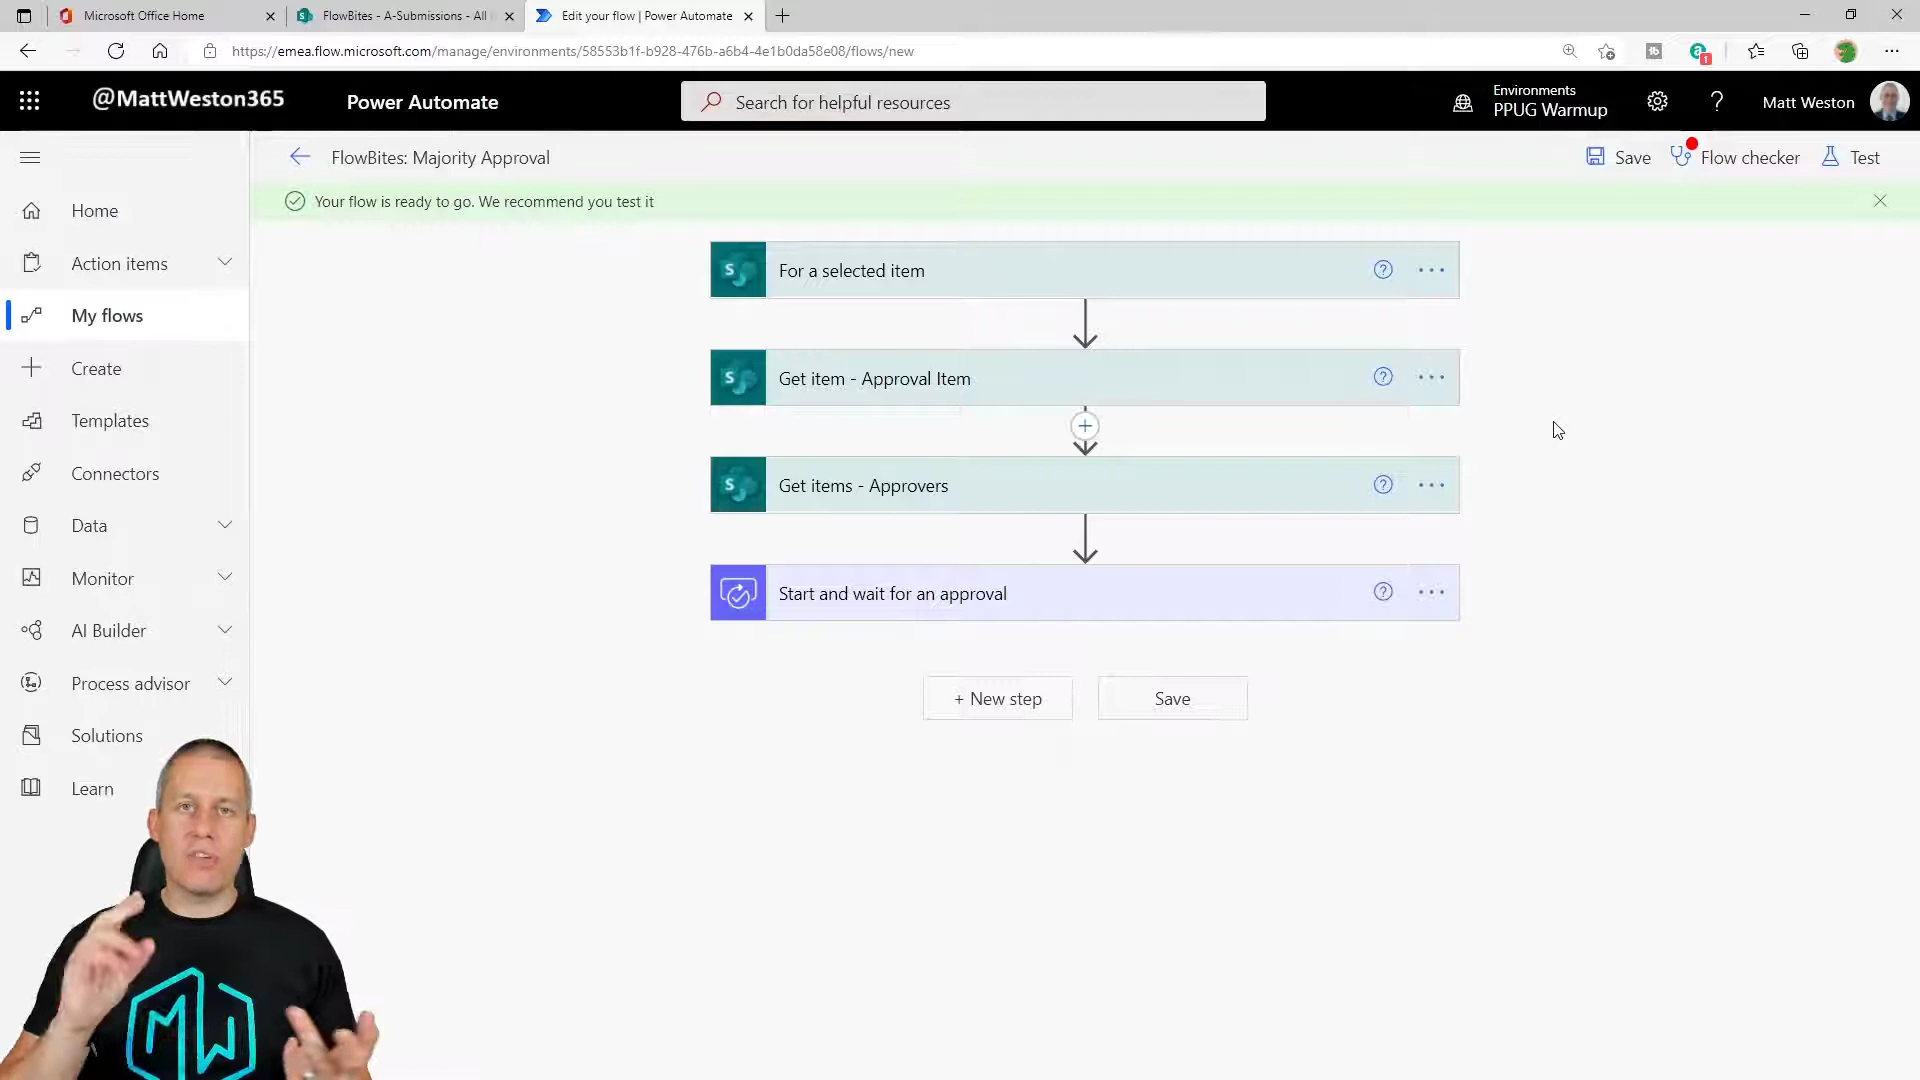 Microsoft Office Home
FlowBites - A-Submissions - All I
Edit your flow | Power Automate
https://emea.flow.microsoft.com/manage/environments/58553b1f-b928-476b-a6b4-4e1b0da58e08/flows/new
1
@MattWeston365
Power Automate
Search for helpful resources
Environments
PPUG Warmup
?
Matt Weston
FlowBites: Majority Approval
Save
Flow checker
Test
Your flow is ready to go. We recommend you test it
Home
Action items
My flows
Create
Templates
Connectors
Data
Monitor
AI Builder
Process advisor
Solutions
Learn
S For a selected item ? ...
S Get item - Approval Item ? ...
S Get items - Approvers ? ...
Start and wait for an approval ? ...
+ New step
Save
MW